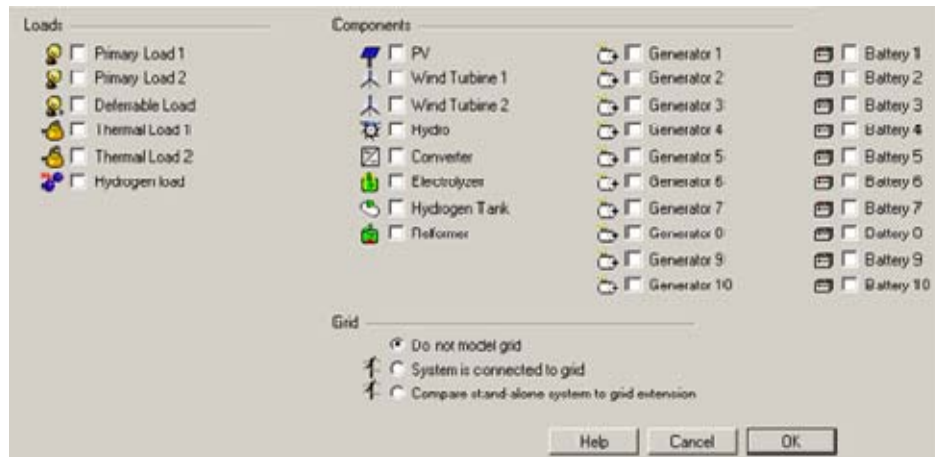 Loads
Primary Load 1
Primary Load 2
Deferrable Load
Thermal Load 1
Thermal Load 2
Hydrogen load
Components
PV
Wind Turbine 1
Wind Turbine 2
Hydro
Converter
Electrolyzer
Hydrogen Tank
Reformer
Generator 1
Generator 2
Generator 3
Generator 4
Generator 5
Generator 6
Generator 7
Generator 8
Generator 9
Generator 10
Battery 1
Battery 2
Battery 3
Battery 4
Battery 5
Battery 6
Battery 7
Battery 8
Battery 9
Battery 10
Grid
Do not model grid
System is connected to grid
Compare stand-alone system to grid extension
Help
Cancel
OK